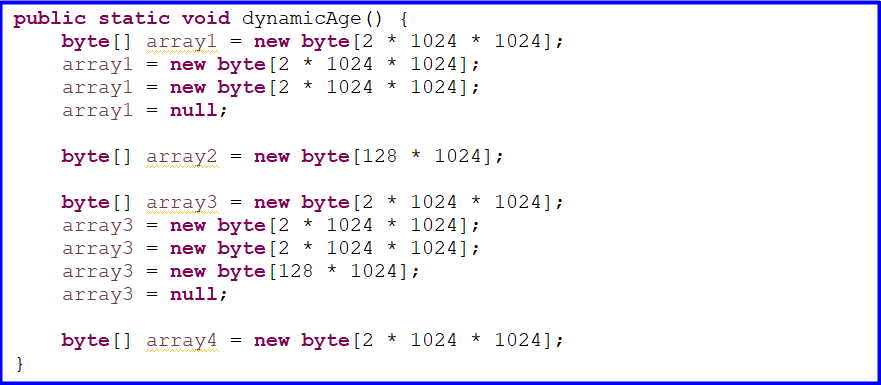 public static void dynamicAge() {
    byte[] array1 = new byte[2 * 1024 * 1024];
    array1 = new byte[2 * 1024 * 1024];
    array1 = new byte[2 * 1024 * 1024];
    array1 = null;

    byte[] array2 = new byte[128 * 1024];

    byte[] array3 = new byte[2 * 1024 * 1024];
    array3 = new byte[2 * 1024 * 1024];
    array3 = new byte[2 * 1024 * 1024];
    array3 = new byte[128 * 1024];
    array3 = null;

    byte[] array4 = new byte[2 * 1024 * 1024];
}